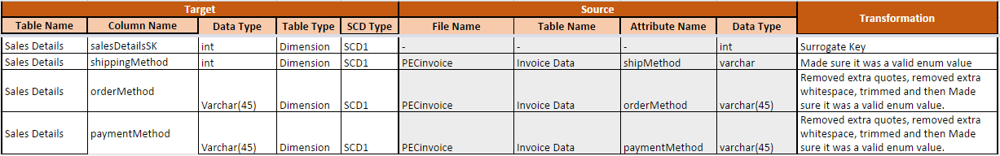 Target Source Transformation
Table Name Column Name Data Type Table Type SCD Type File Name Table Name Attribute Name Data Type
Sales Details salesDetailsSK int Dimension SCD1 - - - int Surrogate Key
Sales Details shippingMethod int Dimension SCD1 PECinvoice Invoice Data shipMethod varchar Made sure it was a valid enum value
Sales Details orderMethod Varchar(45) Dimension SCD1 PECinvoice Invoice Data orderMethod varchar(45) Removed extra quotes, removed extra
whitespace, trimmed and then Made
sure it was a valid enum value.
Sales Details paymentMethod Varchar(45) Dimension SCD1 PECinvoice Invoice Data paymentMethod varchar(45) Removed extra quotes, removed extra
whitespace, trimmed and then Made
sure it was a valid enum value.